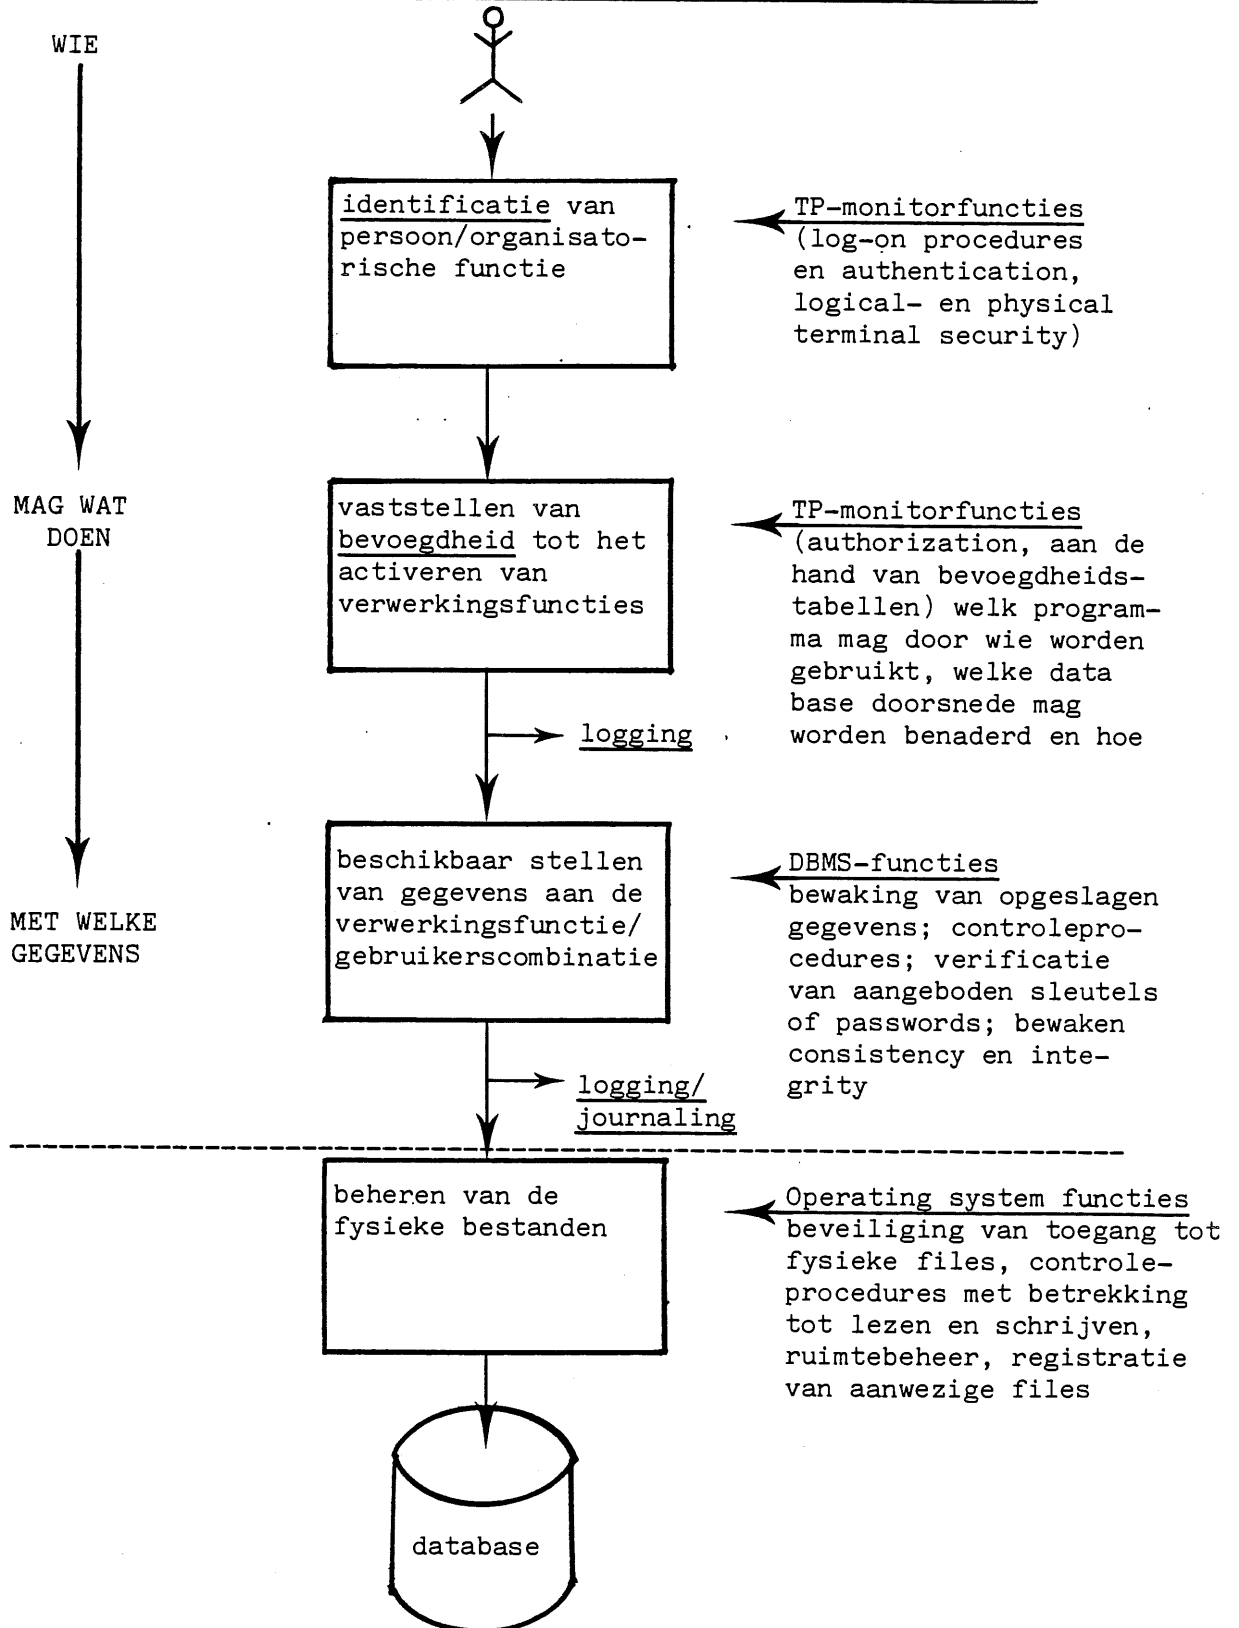 WIE
identificatie van
persoon/organisato-
rische functie
TP-monitorfuncties
(log-on procedures
en authentication,
logical- en physical
terminal security)
MAG WAT
DOEN
vaststellen van
bevoegdheid tot het
activeren van
verwerkingsfuncties
TP-monitorfuncties
(authorization, aan de
hand van bevoegdheids-
tabellen) welk program-
ma mag door wie worden
gebruikt, welke data
base doorsnede mag
worden benaderd en hoe
logging
MET WELKE
GEGEVENS
beschikbaar stellen
van gegevens aan de
verwerkingsfunctie/
gebruikerscombinatie
DBMS-functies
bewaking van opgeslagen
gegevens; controlepro-
cedures; verificatie
van aangeboden sleutels
of passwords; bewaken
consistency en inte-
grity
logging/
journaling
beheren van de
fysieke bestanden
Operating system functies
beveiliging van toegang tot
fysieke files, controle-
procedures met betrekking
tot lezen en schrijven,
ruimtebeheer, registratie
van aanwezige files
database